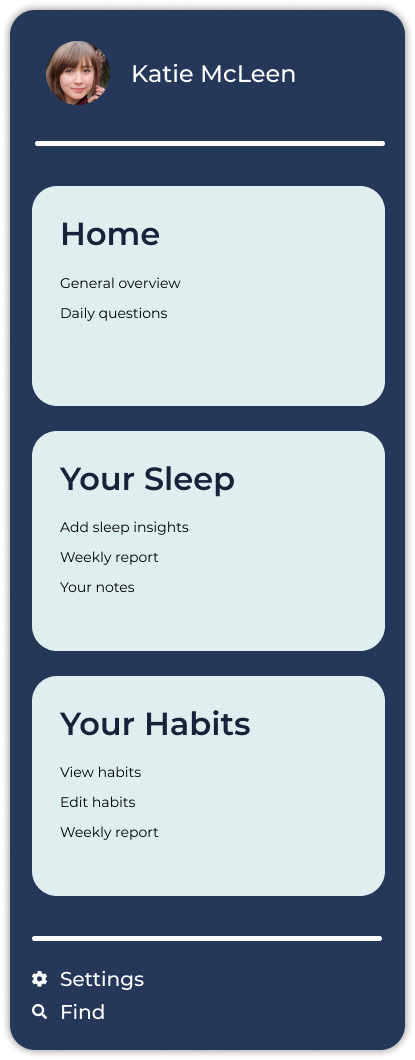 Katie McLeen
Home
General overview
Daily questions
Your Sleep
Add sleep insights
Weekly report
Your notes
Your Habits
View habits
Edit habits
Weekly report
Settings
Find